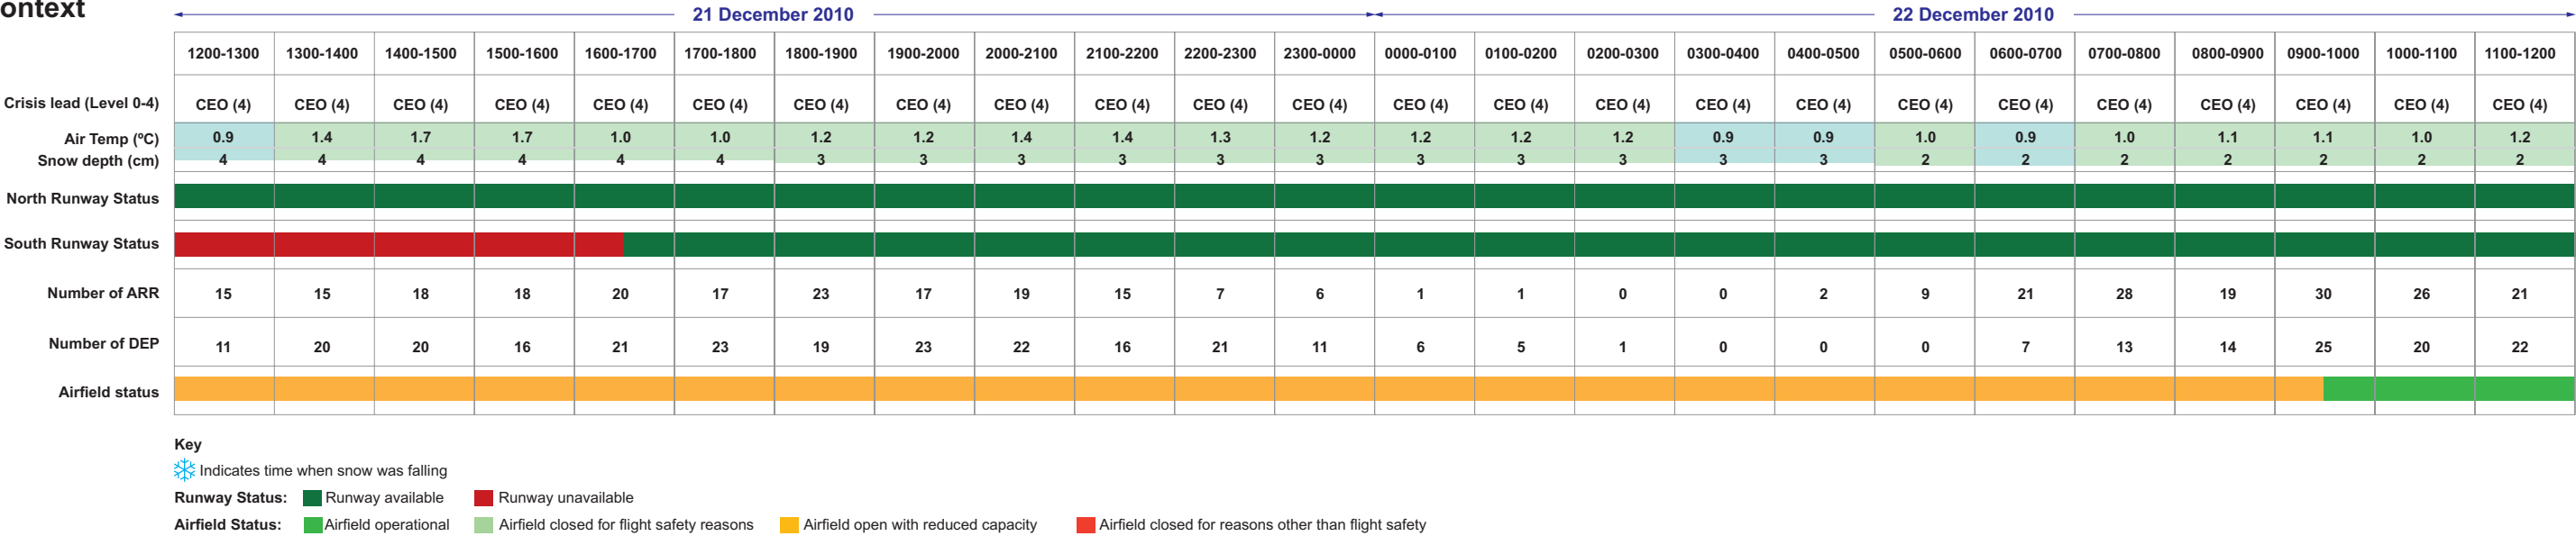 ontext
21 December 2010 22 December 2010
1200-1300 1300-1400 1400-1500 1500-1600 1600-1700 1700-1800 1800-1900 1900-2000 2000-2100 2100-2200 2200-2300 2300-0000 0000-0100 0100-0200 0200-0300 0300-0400 0400-0500 0500-0600 0600-0700 0700-0800 0800-0900 0900-1000 1000-1100 1100-1200
Crisis lead (Level 0-4) CEO (4) CEO (4) CEO (4) CEO (4) CEO (4) CEO (4) CEO (4) CEO (4) CEO (4) CEO (4) CEO (4) CEO (4) CEO (4) CEO (4) CEO (4) CEO (4) CEO (4) CEO (4) CEO (4) CEO (4) CEO (4) CEO (4) CEO (4) CEO (4)
Air Temp (ºC) 0.9 1.4 1.7 1.7 1.0 1.0 1.2 1.2 1.4 1.4 1.3 1.2 1.2 1.2 1.2 0.9 0.9 1.0 0.9 1.0 1.1 1.1 1.0 1.2
Snow depth (cm) 4 4 4 4 4 4 3 3 3 3 3 3 3 3 3 3 3 2 2 2 2 2 2 2
North Runway Status
South Runway Status
Number of ARR 15 15 18 18 20 17 23 17 19 15 7 6 1 1 0 0 2 9 21 28 19 30 26 21
Number of DEP 11 20 20 16 21 23 19 23 22 16 21 11 6 5 1 0 0 0 7 13 14 25 20 22
Airfield status
Key
Indicates time when snow was falling
Runway Status: Runway available Runway unavailable
Airfield Status: Airfield operational Airfield closed for flight safety reasons Airfield open with reduced capacity Airfield closed for reasons other than flight safety